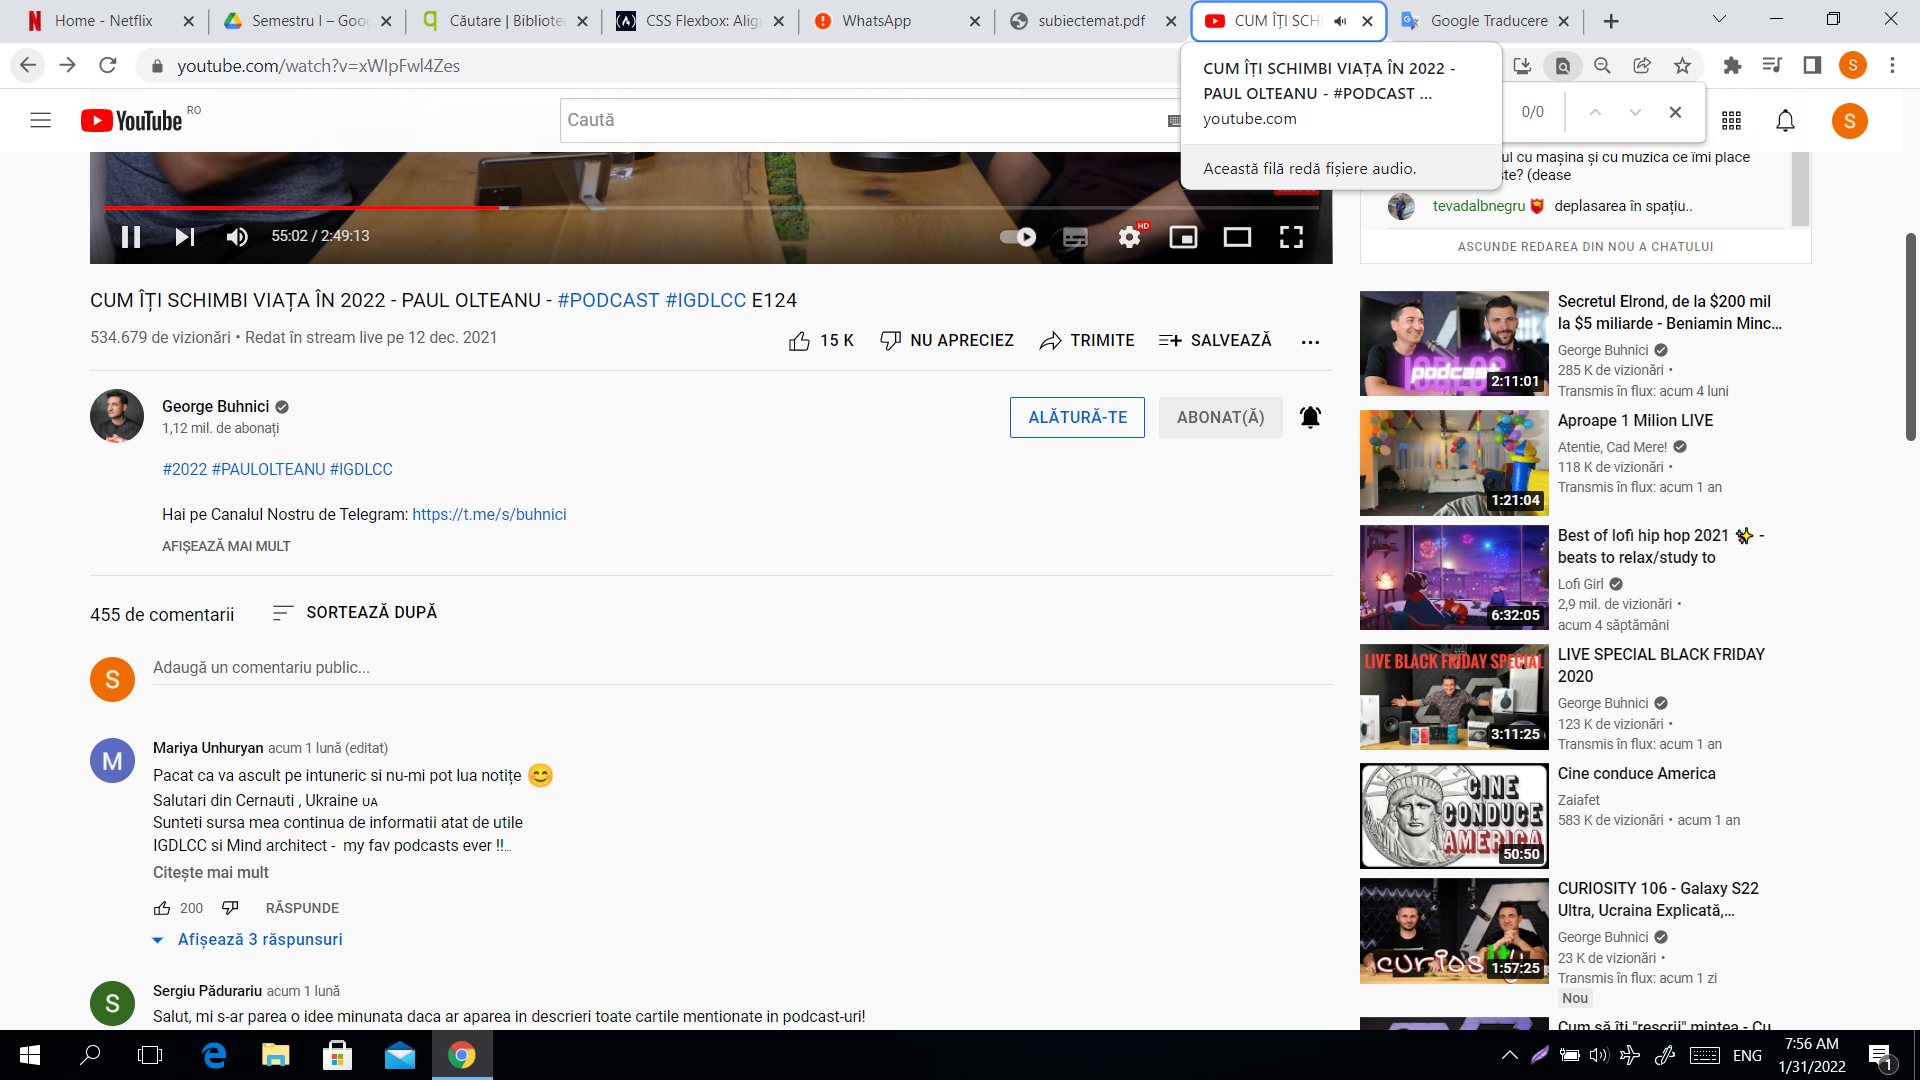 Home - Netflix
Semestru I – Goo
Căutare | Bibliote
CSS Flexbox: Alig
WhatsApp
subiectemat.pdf
CUM ÎȚI SCHI
Google Traducere
youtube.com/watch?v=xWIpFwl4Zes
CUM ÎȚI SCHIMBI VIAȚA ÎN 2022 -
PAUL OLTEANU - #PODCAST ...
youtube.com
Această filă redă fișiere audio.
0/0
YouTube RO
Caută
S
ul cu mașina și cu muzica ce îmi place
ste? (dease
tevadalbnegru deplasarea în spațiu..
ASCUNDE REDAREA DIN NOU A CHATULUI
55:02 / 2:49:13
HD
CUM ÎȚI SCHIMBI VIAȚA ÎN 2022 - PAUL OLTEANU - #PODCAST #IGDLCC E124
534.679 de vizionări • Redat în stream live pe 12 dec. 2021
15 K
NU APRECIEZ
TRIMITE
SALVEAZĂ
George Buhnici
1,12 mil. de abonați
ALĂTURĂ-TE
ABONAT(Ă)
#2022 #PAULOLTEANU #IGDLCC
Hai pe Canalul Nostru de Telegram: https://t.me/s/buhnici
AFIȘEAZĂ MAI MULT
455 de comentarii
SORTEAZĂ DUPĂ
S
Adaugă un comentariu public...
M
Mariya Unhuryan acum 1 lună (editat)
Pacat ca va ascult pe intuneric si nu-mi pot lua notițe 😊
Salutari din Cernauti , Ukraine UA
Sunteti sursa mea continua de informatii atat de utile
IGDLCC si Mind architect - my fav podcasts ever !!...
Citește mai mult
200
RĂSPUNDE
Afișează 3 răspunsuri
S
Sergiu Pădurariu acum 1 lună
Salut, mi s-ar parea o idee minunata daca ar aparea in descrieri toate cartile mentionate in podcast-uri!
IGDLCC
podcast
2:11:01
Secretul Elrond, de la $200 mil
la $5 miliarde - Beniamin Minc...
George Buhnici
285 K de vizionări •
Transmis în flux: acum 4 luni
1:21:04
Aproape 1 Milion LIVE
Atentie, Cad Mere!
118 K de vizionări •
Transmis în flux: acum 1 an
6:32:05
Best of lofi hip hop 2021 ✨ -
beats to relax/study to
Lofi Girl
2,9 mil. de vizionări •
acum 4 săptămâni
LIVE BLACK FRIDAY SPECIAL
3:11:25
LIVE SPECIAL BLACK FRIDAY
2020
George Buhnici
123 K de vizionări •
Transmis în flux: acum 1 an
CINE
CONDUCE
AMERICA
50:50
Cine conduce America
Zaiafet
583 K de vizionări • acum 1 an
1:57:25
CURIOSITY 106 - Galaxy S22
Ultra, Ucraina Explicată,...
George Buhnici
23 K de vizionări •
Transmis în flux: acum 1 zi
Nou
Cum să îți "rescrii" mintea - Cu
ENG
7:56 AM
1/31/2022
1